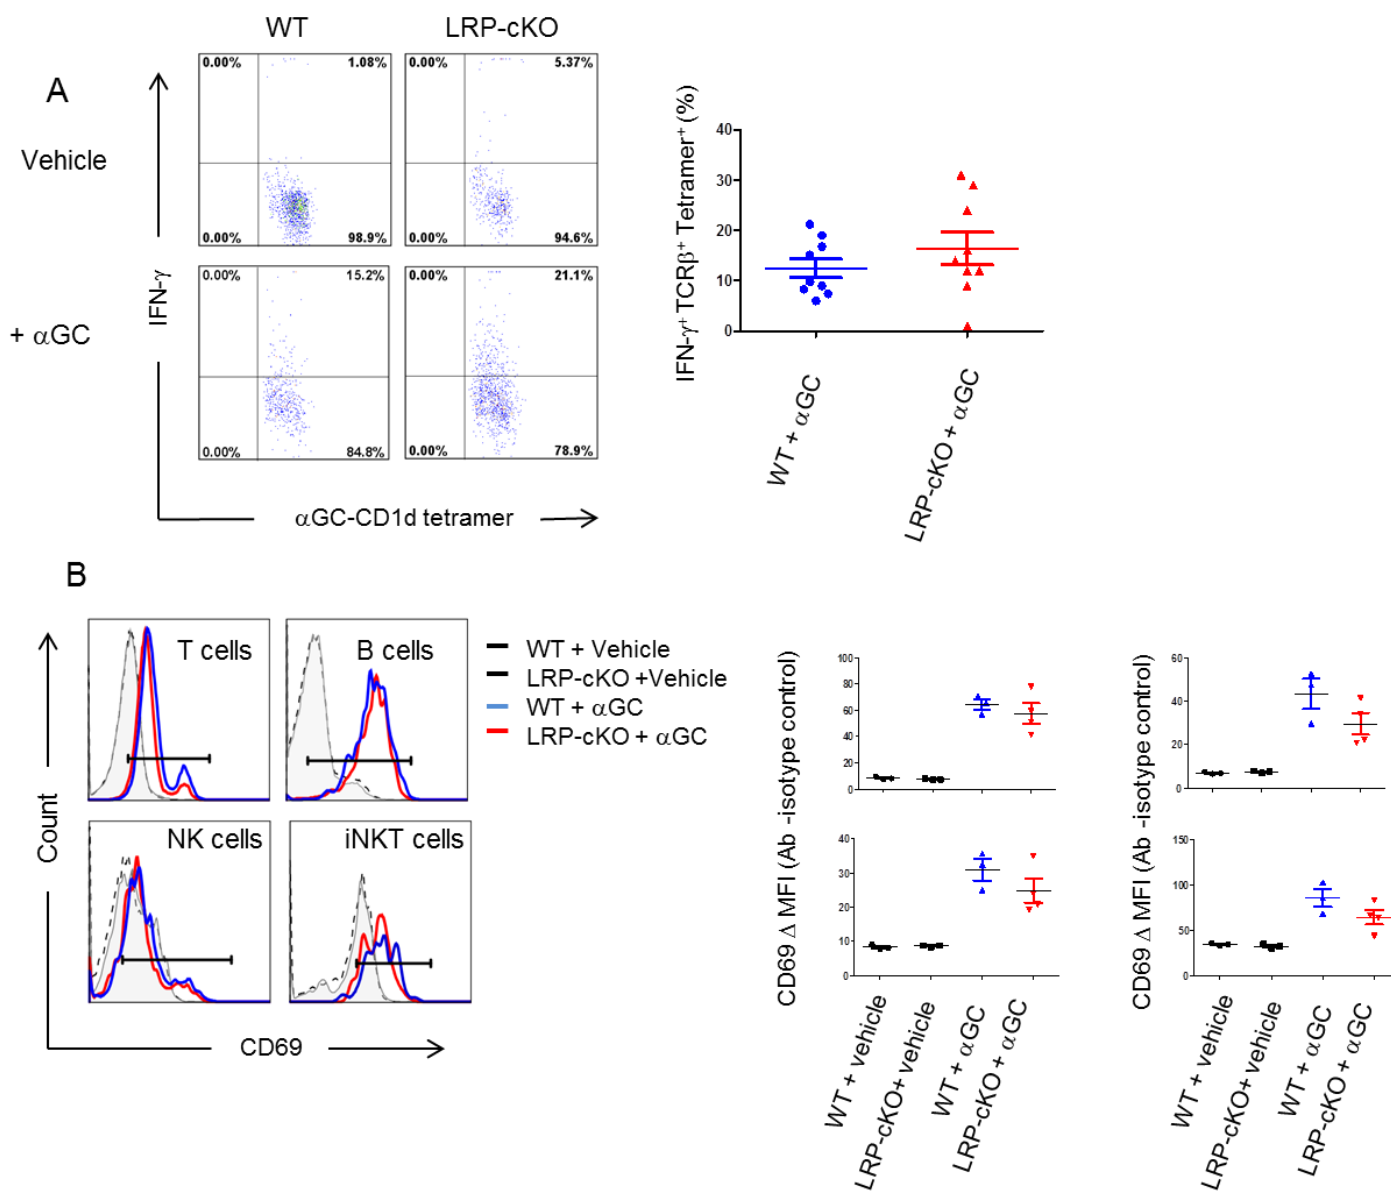 WT
LRP-cKO
A
Vehicle
+ αGC
0.00%
1.08%
0.00%
98.9%
0.00%
5.37%
0.00%
94.6%
0.00%
15.2%
0.00%
84.8%
0.00%
21.1%
0.00%
78.9%
IFN-γ
αGC-CD1d tetramer
IFN-γ+ TCRβ+ Tetramer+ (%)
40
30
20
10
0
WT + αGC
LRP-cKO + αGC
B
T cells
B cells
NK cells
iNKT cells
Count
CD69
WT + Vehicle
LRP-cKO +Vehicle
WT + αGC
LRP-cKO + αGC
CD69 Δ MFI (Ab -isotype control)
100
80
60
40
20
0
40
30
20
10
0
WT + vehicle
LRP-cKO+ vehicle
WT + αGC
LRP-cKO + αGC
CD69 Δ MFI (Ab -isotype control)
60
40
20
0
150
100
50
0
WT + vehicle
LRP-cKO+ vehicle
WT + αGC
LRP-cKO + αGC